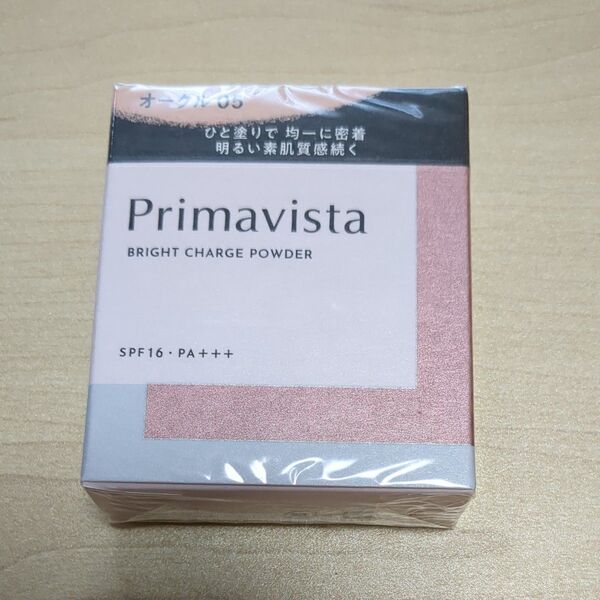 オークル 05
ひと塗りで 均一に密着
明るい素肌質感続く
Primavista
BRIGHT CHARGE POWDER
SPF16・PA+++